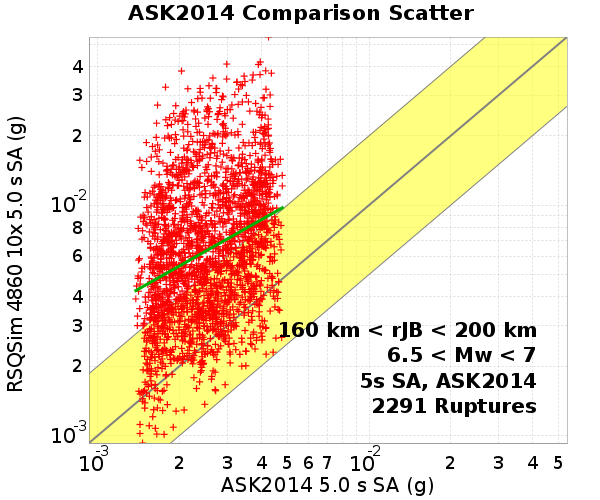 ASK2014 Comparison Scatter
RSQSim 4860 10x 5.0 s SA (g)
4
3
2
10-2
8
6
4
3
2
10-3
160 km < rJB < 200 km
6.5 < Mw < 7
5s SA, ASK2014
2291 Ruptures
10-3 2 3 4 5 6 7 10-2 2 3 4 5
ASK2014 5.0 s SA (g)